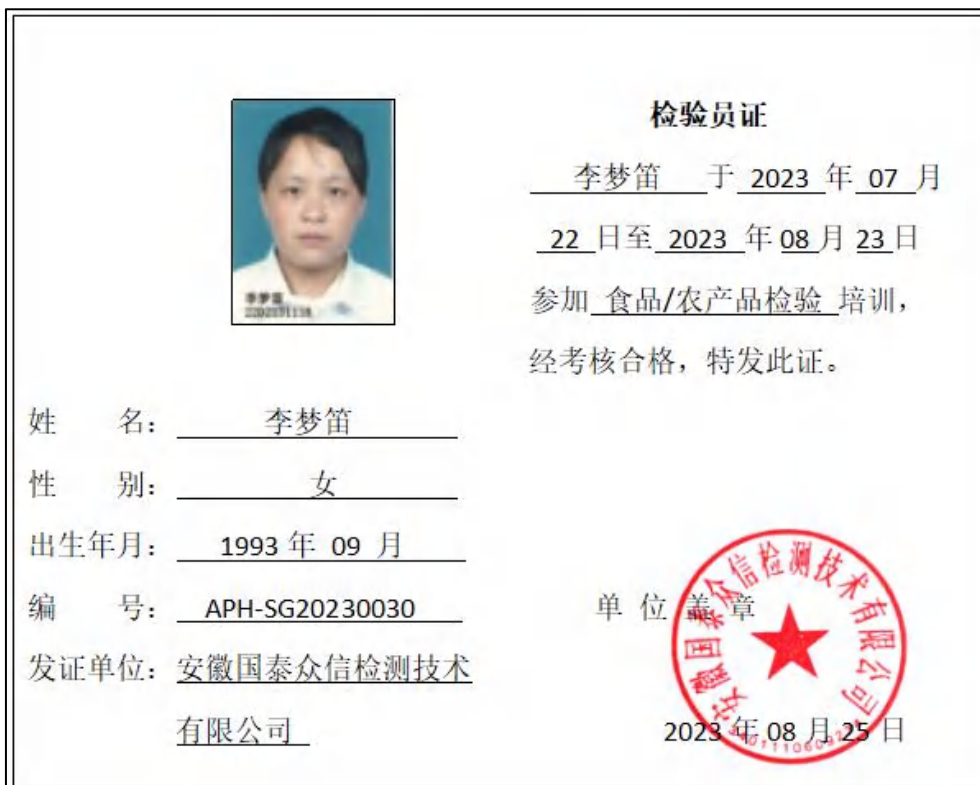 检验员证
李梦笛 于 2023 年 07 月
22 日至 2023 年 08 月 23 日
参加 食品/农产品检验 培训，
经考核合格，特发此证。
李梦笛
姓 名： 李梦笛
性 别： 女
出生年月： 1993 年 09 月
编 号： APH-SG20230030
发证单位：安徽国泰众信检测技术
有限公司
单 位 盖 章
安徽国泰众信检测技术有限公司
2023 年 08 月 25 日